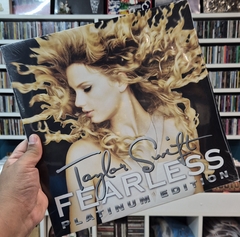 Taylor Swift
FEARLESS
PLATINUM EDITION